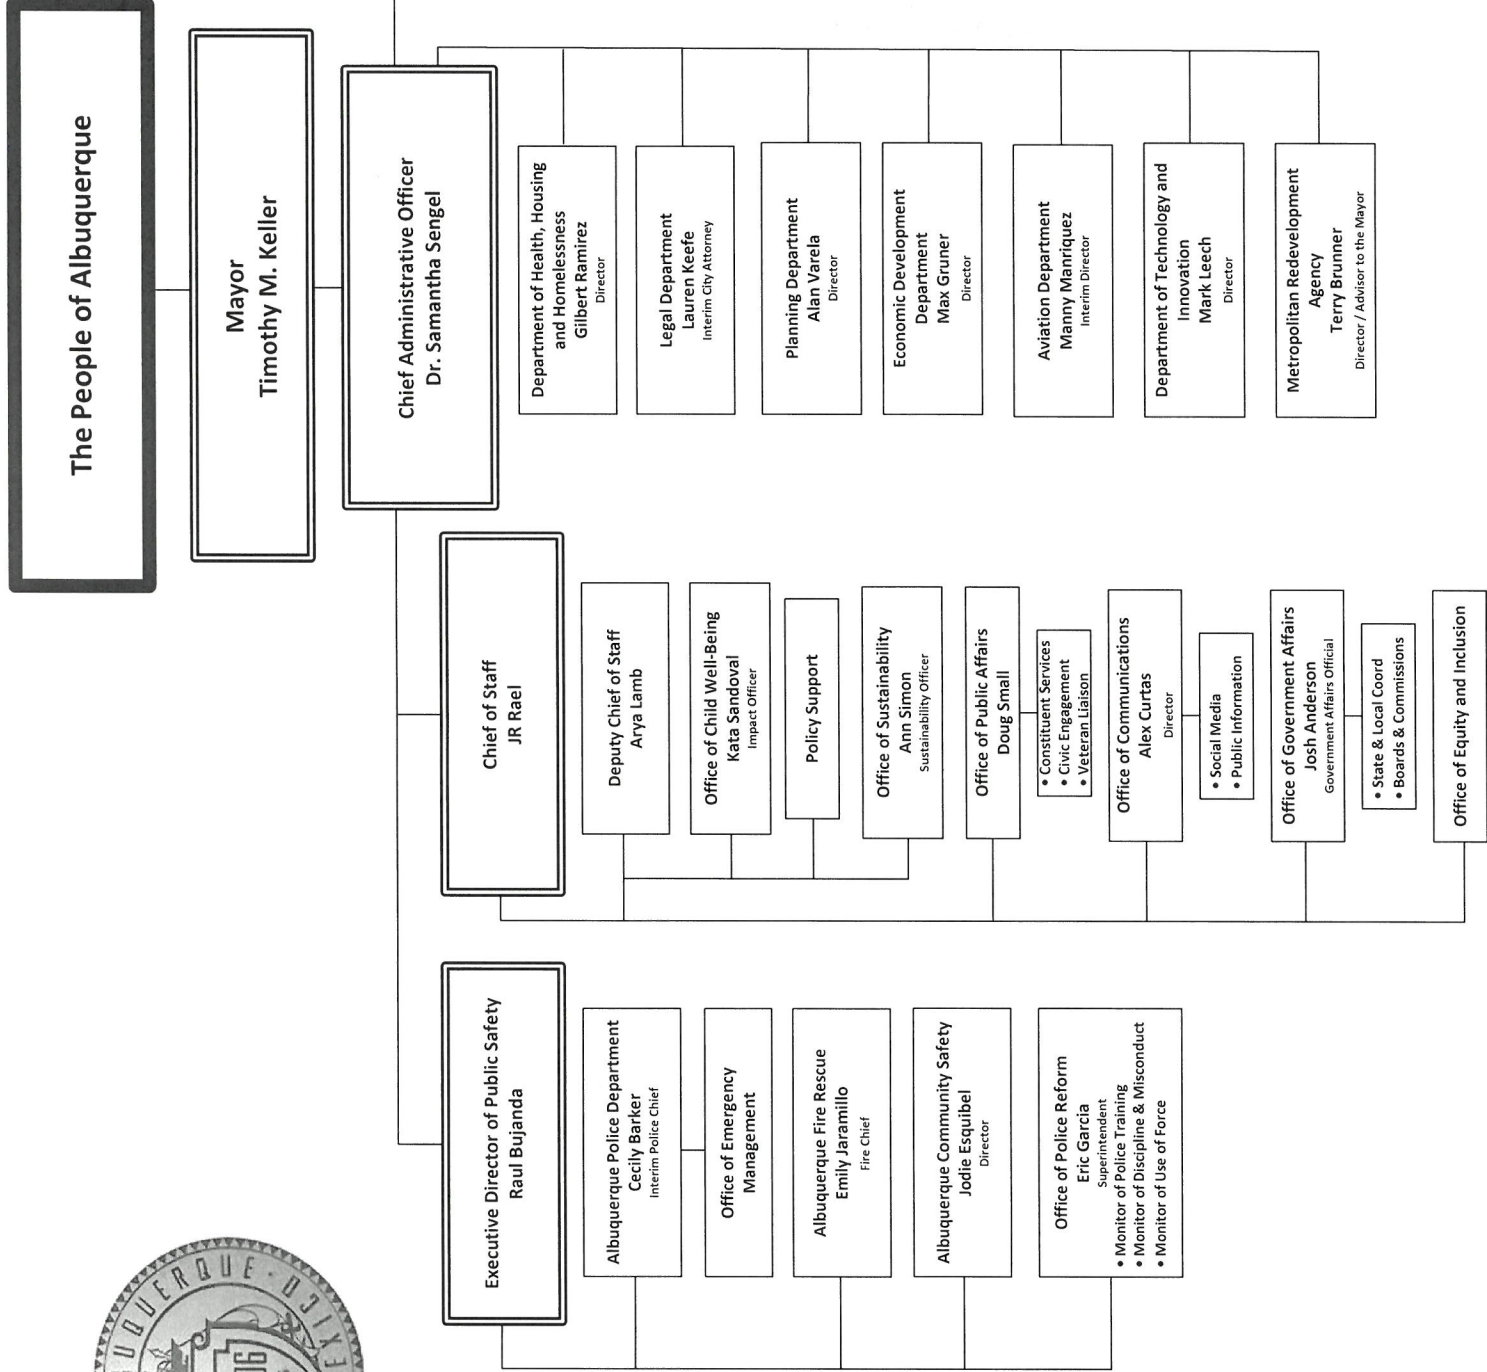 The People of Albuquerque
Mayor
Timothy M. Keller
Chief Administrative Officer
Dr. Samantha Sengel
Executive Director of Public Safety
Raul Bujanda
Albuquerque Police Department
Cecily Barker
Interim Police Chief
Office of Emergency
Management
Albuquerque Fire Rescue
Emily Jaramillo
Fire Chief
Albuquerque Community Safety
Jodie Esquibel
Director
Office of Police Reform
Eric Garcia
Superintendent
• Monitor of Police Training
• Monitor of Discipline & Misconduct
• Monitor of Use of Force
Chief of Staff
JR Rael
Deputy Chief of Staff
Arya Lamb
Office of Child Well-Being
Kata Sandoval
Impact Officer
Policy Support
Office of Sustainability
Ann Simon
Sustainability Officer
Office of Public Affairs
Doug Small
• Constituent Services
• Civic Engagement
• Veteran Liaison
Office of Communications
Alex Curtas
Director
• Social Media
• Public Information
Office of Government Affairs
Josh Anderson
Government Affairs Official
• State & Local Coord
• Boards & Commissions
Office of Equity and Inclusion
Department of Health, Housing
and Homelessness
Gilbert Ramirez
Director
Legal Department
Lauren Keefe
Interim City Attorney
Planning Department
Alan Varela
Director
Economic Development
Department
Max Gruner
Director
Aviation Department
Manny Manriquez
Interim Director
Department of Technology and
Innovation
Mark Leech
Director
Metropolitan Redevelopment
Agency
Terry Brunner
Director / Advisor to the Mayor